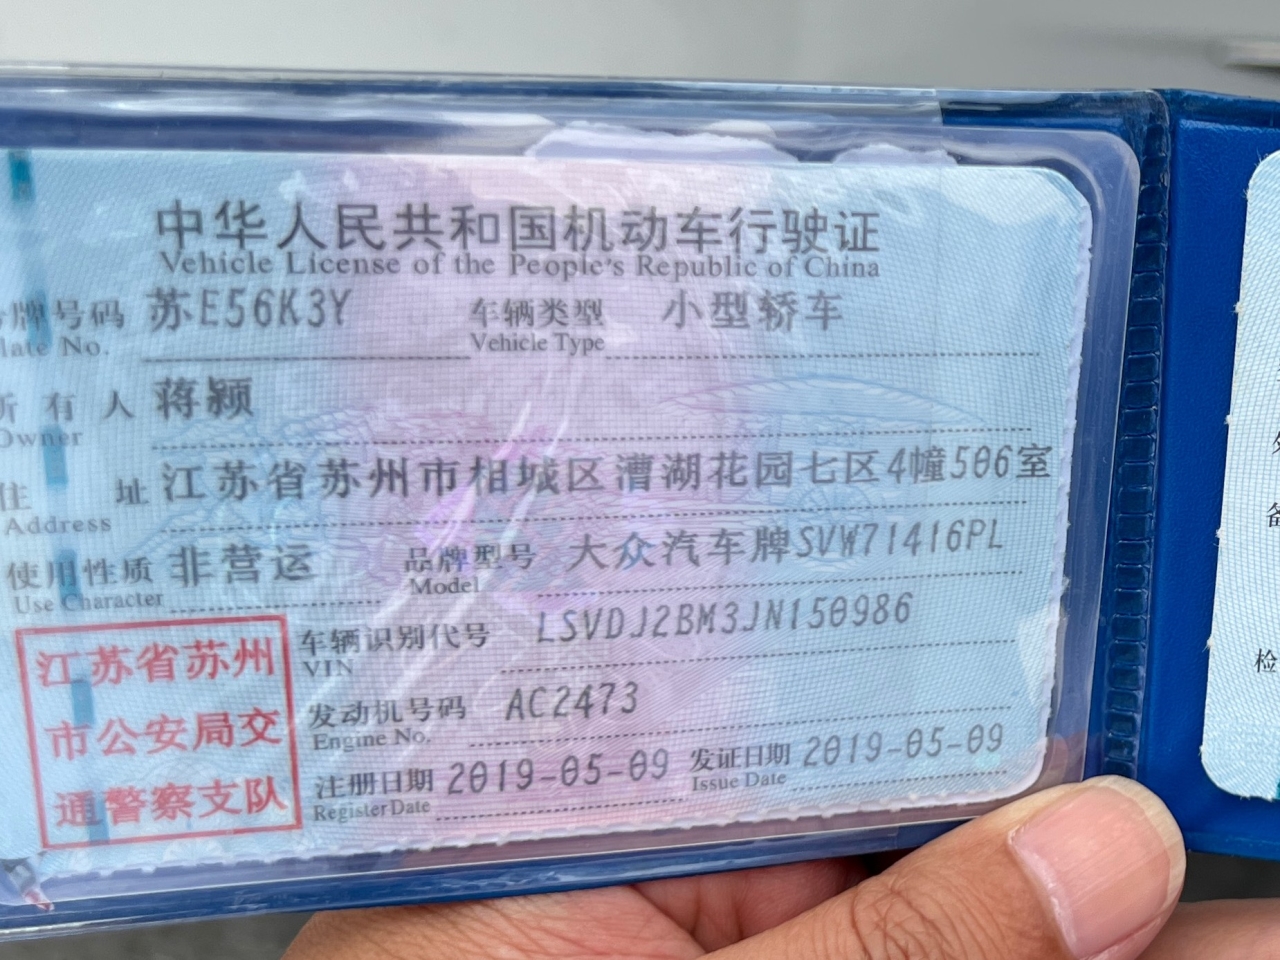 中华人民共和国机动车行驶证
Vehicle License of the People's Republic of China
号牌号码 苏E56K3Y 车辆类型 小型轿车
Plate No. Vehicle Type
所有人 蒋颖
Owner
住址 江苏省苏州市相城区漕湖花园七区4幢506室
Address
使用性质 非营运 品牌型号 大众汽车牌SVW71416PL
Use Character Model
车辆识别代号 LSVDJ2BM3JN150986
VIN
发动机号码 AC2473
Engine No.
注册日期 2019-05-09 发证日期 2019-05-09
Register Date Issue Date
江苏省苏州
市公安局交
通警察支队
备
检